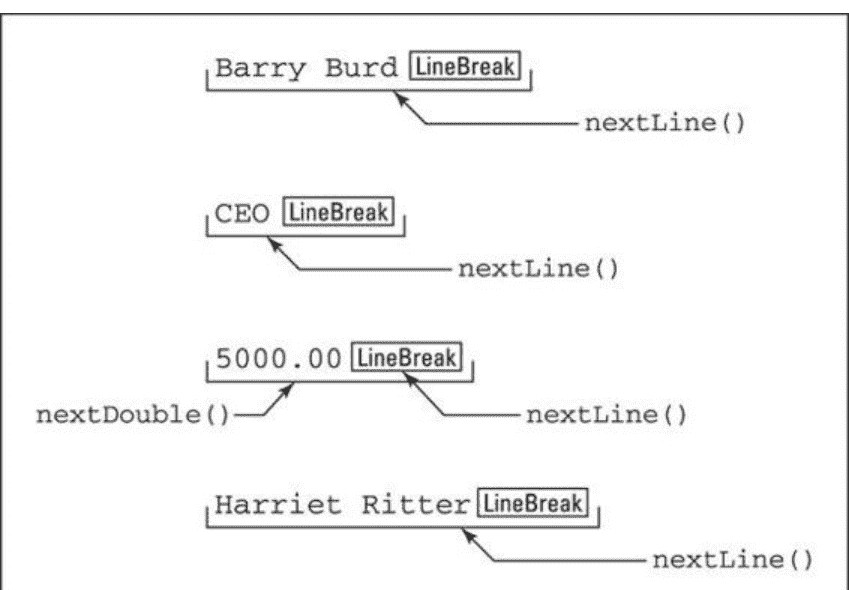 Barry Burd LineBreak
nextLine()
CEO LineBreak
nextLine()
5000.00 LineBreak
nextDouble() nextLine()
Harriet Ritter LineBreak
nextLine()